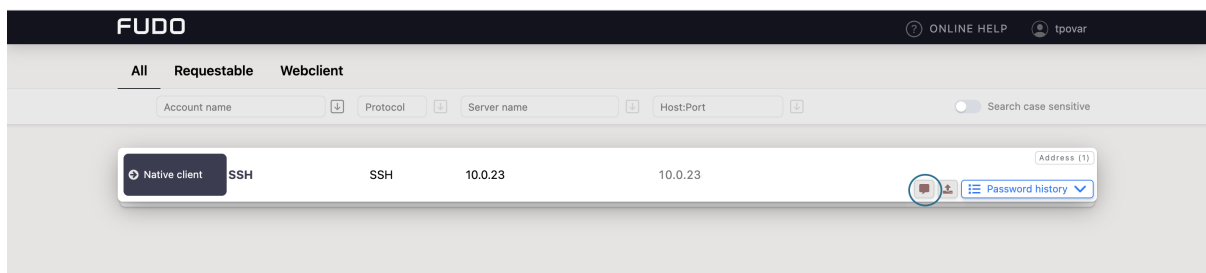 FUDO
ONLINE HELP tpovar
All Requestable Webclient
Account name Protocol Server name Host:Port Search case sensitive
Address (1)
Native client SSH SSH 10.0.23 10.0.23
Password history